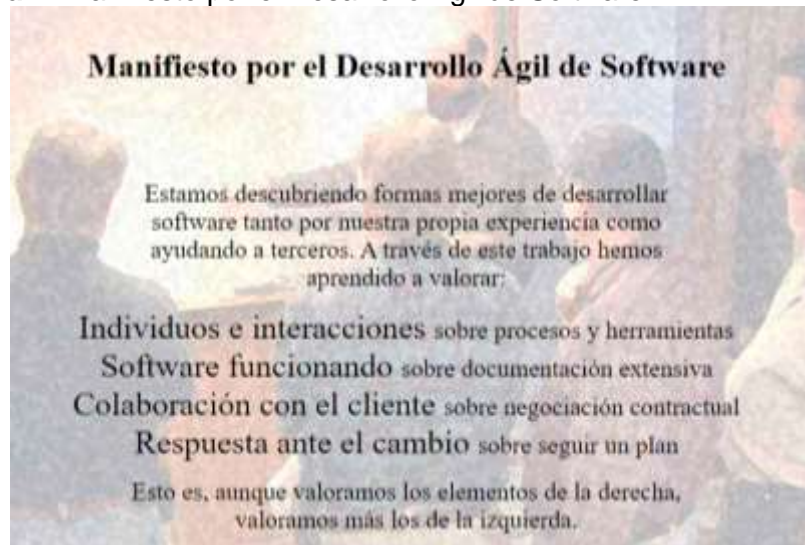 Manifiesto por el Desarrollo Ágil de Software
Estamos descubriendo formas mejores de desarrollar
software tanto por nuestra propia experiencia como
ayudando a terceros. A través de este trabajo hemos
aprendido a valorar:
Individuos e interacciones sobre procesos y herramientas
Software funcionando sobre documentación extensiva
Colaboración con el cliente sobre negociación contractual
Respuesta ante el cambio sobre seguir un plan
Esto es, aunque valoramos los elementos de la derecha,
valoramos más los de la izquierda.